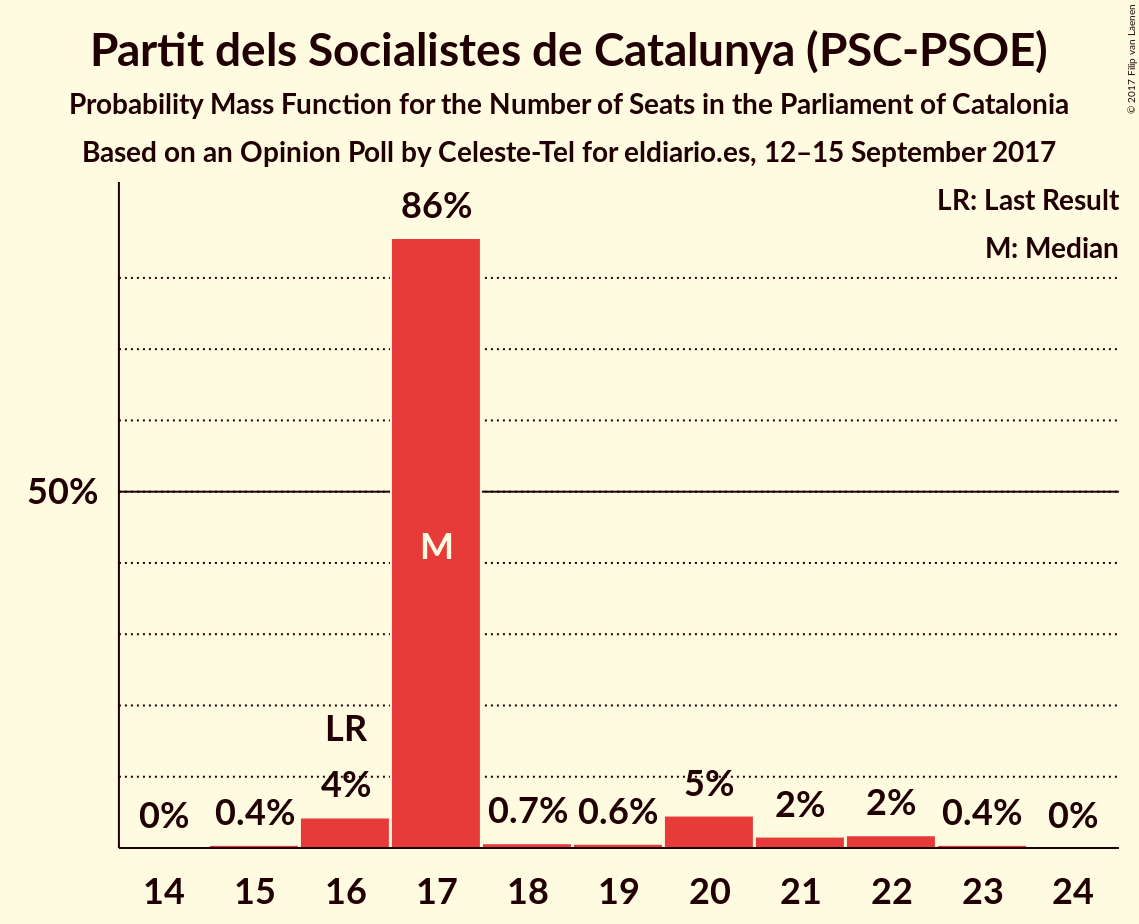 Partit dels Socialistes de Catalunya (PSC-PSOE)
Probability Mass Function for the Number of Seats in the Parliament of Catalonia
Based on an Opinion Poll by Celeste-Tel for eldiario.es, 12–15 September 2017
© 2017 Filip van Laenen
LR: Last Result
M: Median
86%
50%
M
LR
0% 0.4% 4% 0.7% 0.6% 5% 2% 2% 0.4% 0%
14 15 16 17 18 19 20 21 22 23 24